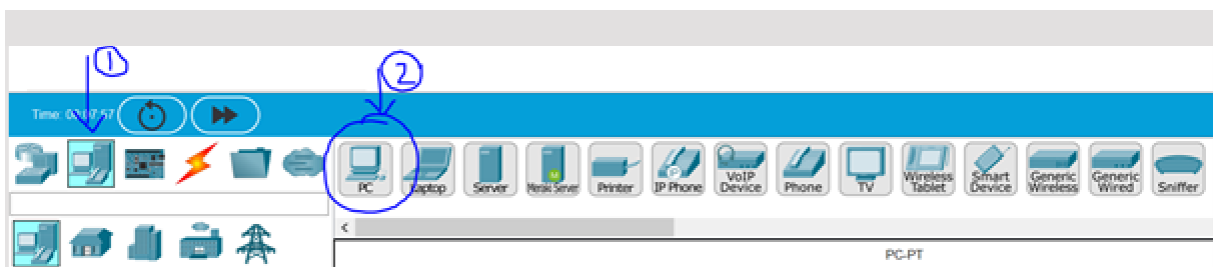 1
2
Time: 00:07:57
PC
Laptop
Server
Meraki Server
Printer
IP Phone
VoIP
Device
Phone
TV
Wireless
Tablet
Smart
Device
Generic
Wireless
Generic
Wired
Sniffer
PC-PT